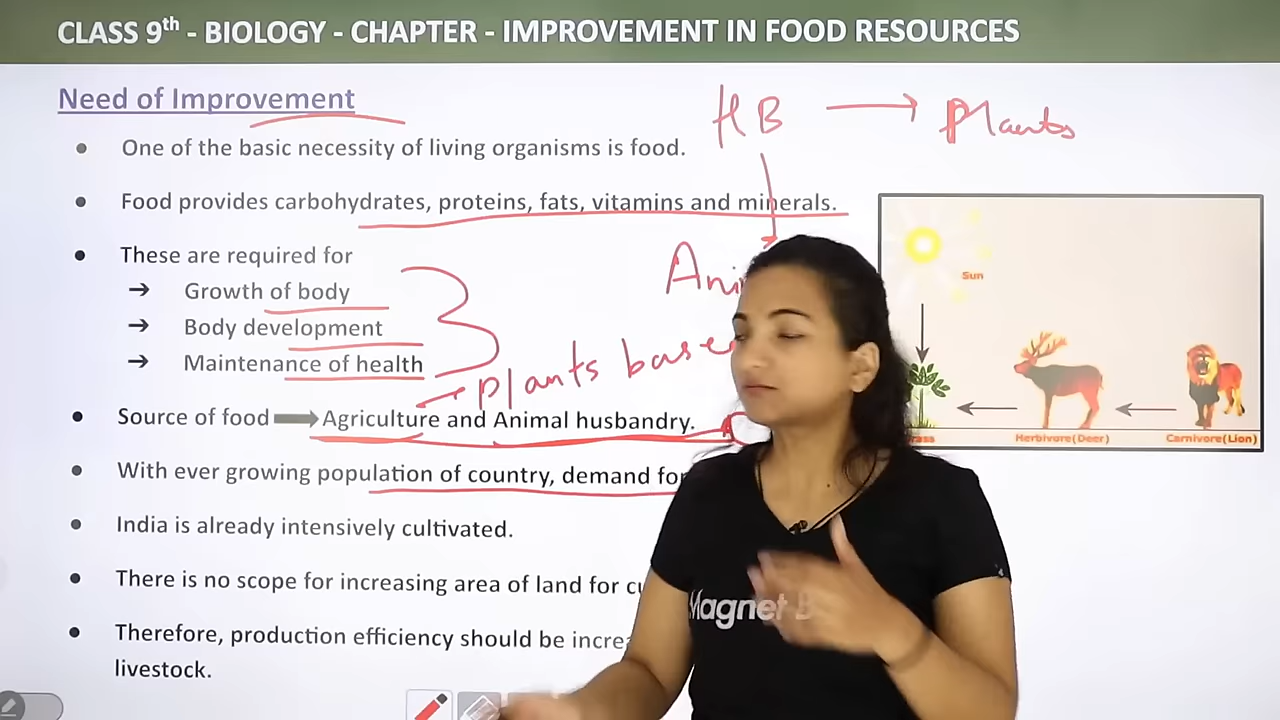 CLASS 9th - BIOLOGY - CHAPTER - IMPROVEMENT IN FOOD RESOURCES
Need of Improvement
HB → Plants
• One of the basic necessity of living organisms is food.
• Food provides carbohydrates, proteins, fats, vitamins and minerals.
• These are required for
→ Growth of body
→ Body development
→ Maintenance of health
Sun
plants
• Source of food → Agriculture and Animal husbandry.
Herbivore(Deer)
Carnivore(Lion)
• With ever growing population of country, demand for
• India is already intensively cultivated.
• There is no scope for increasing area of land for
• Therefore, production efficiency should be
livestock.
Magnet